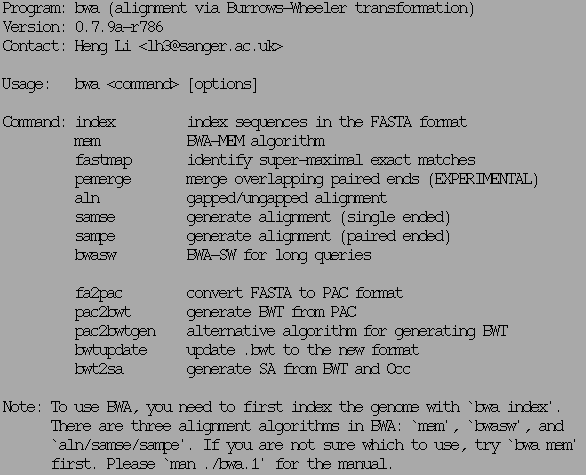 Program: bwa (alignment via Burrows-Wheeler transformation)
Version: 0.7.9a-r786
Contact: Heng Li <lh3@sanger.ac.uk>
Usage:   bwa <command> [options]
Command: index         index sequences in the FASTA format
         mem           BWA-MEM algorithm
         fastmap       identify super-maximal exact matches
         pemerge       merge overlapping paired ends (EXPERIMENTAL)
         aln           gapped/ungapped alignment
         samse         generate alignment (single ended)
         sampe         generate alignment (paired ended)
         bwasw         BWA-SW for long queries
         fa2pac        convert FASTA to PAC format
         pac2bwt       generate BWT from PAC
         pac2bwtgen    alternative algorithm for generating BWT
         bwtupdate     update .bwt to the new format
         bwt2sa        generate SA from BWT and Occ
Note: To use BWA, you need to first index the genome with `bwa index'.
      There are three alignment algorithms in BWA: `mem', `bwasw', and
      `aln/samse/sampe'. If you are not sure which to use, try `bwa mem'
      first. Please `man ./bwa.1' for the manual.